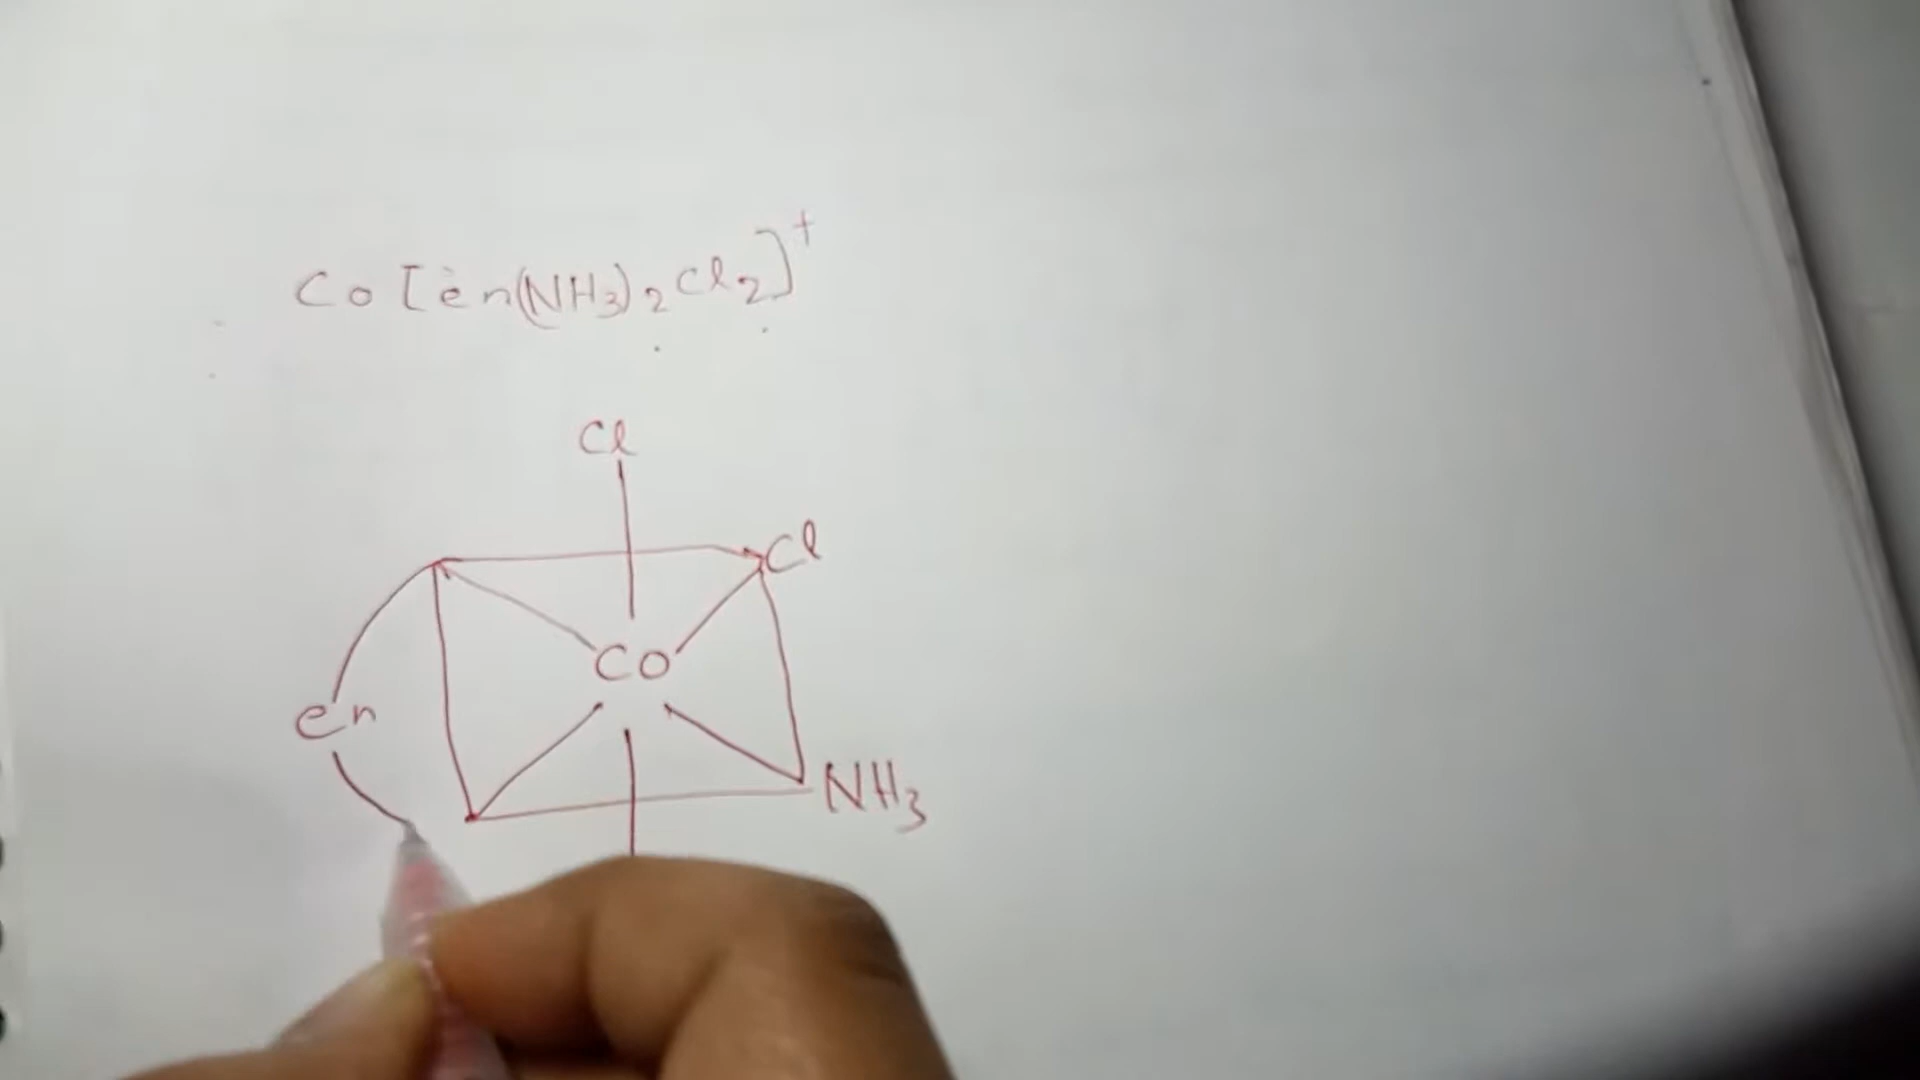 Co[en(NH3)2Cl2]+
Cl
Cl
Co
en
NH3